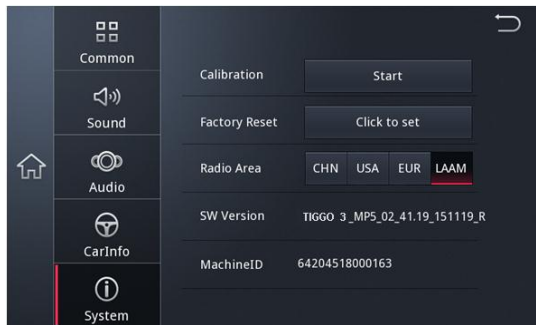 Common
Sound
Audio
CarInfo
System
Calibration Start
Factory Reset Click to set
Radio Area CHN USA EUR LAAM
SW Version TIGGO 3_MP5_02_41.19_151119_R
MachineID 64204518000163